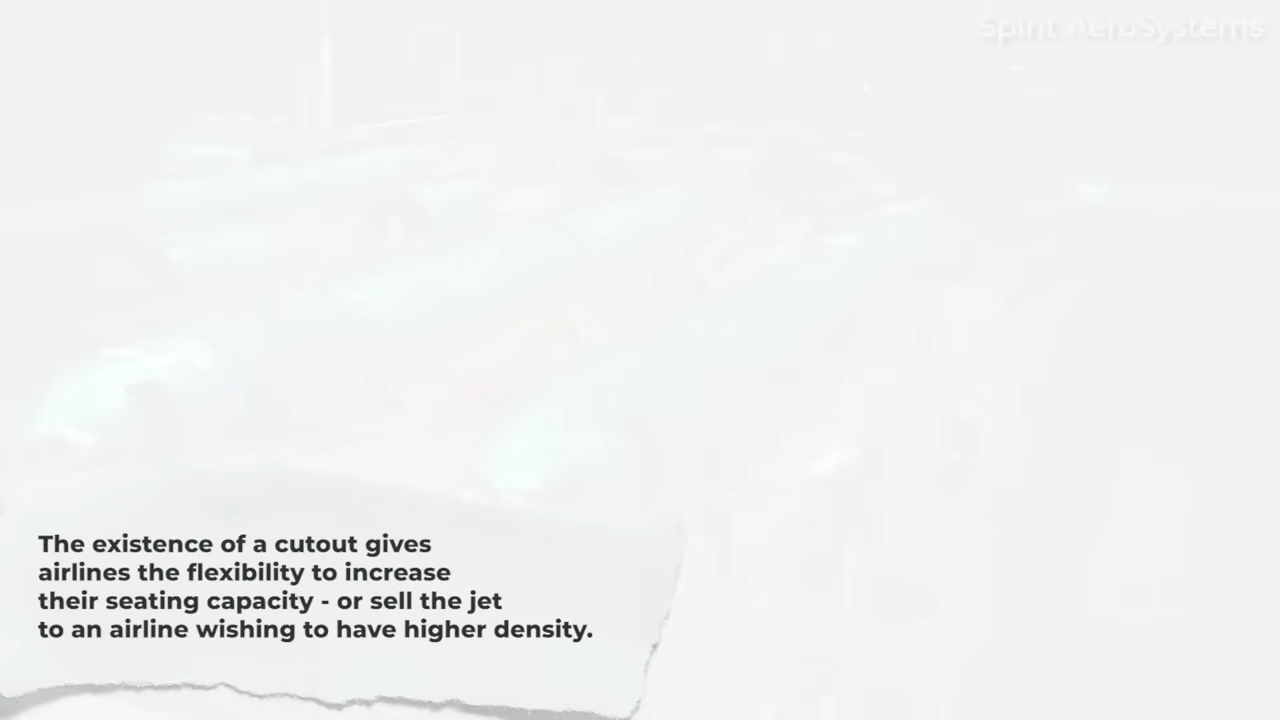 Spirit AeroSystems
The existence of a cutout gives
airlines the flexibility to increase
their seating capacity - or sell the jet
to an airline wishing to have higher density.